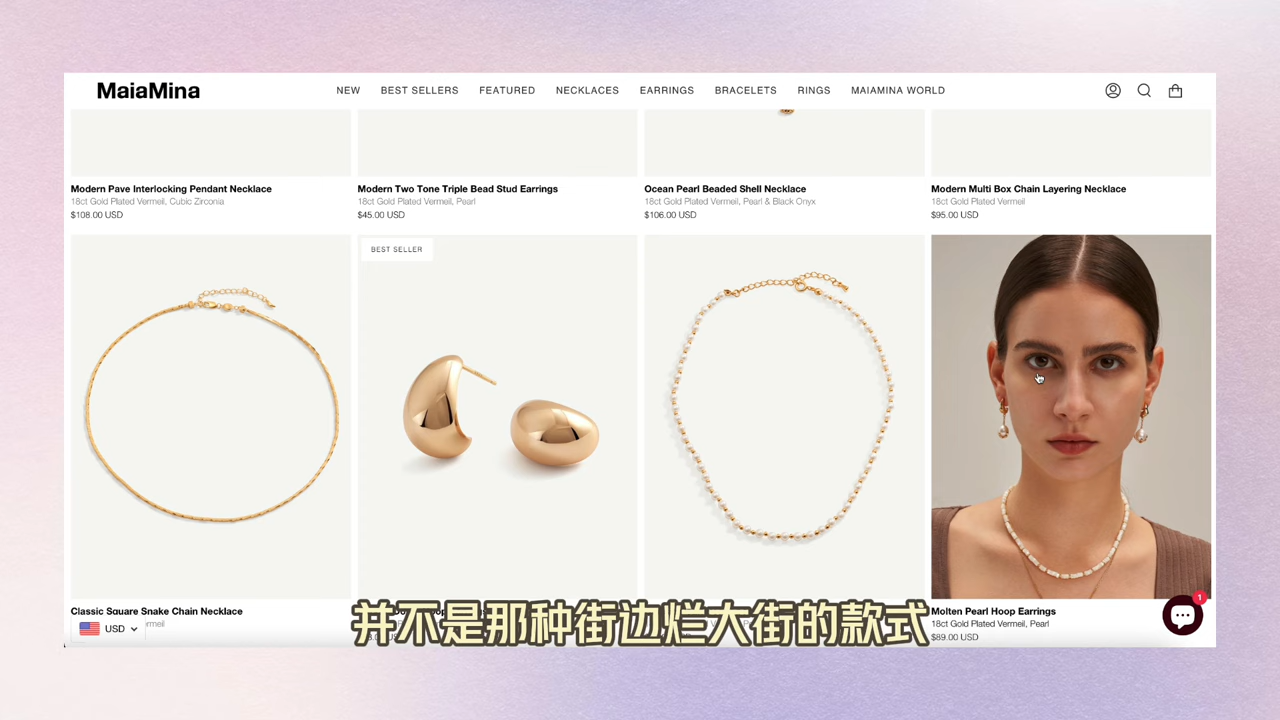 MaiaMina
NEW BEST SELLERS FEATURED NECKLACES EARRINGS BRACELETS RINGS MAIAMINA WORLD
Modern Pave Interlocking Pendant Necklace
18ct Gold Plated Vermeil, Cubic Zirconia
$108.00 USD
Modern Two Tone Triple Bead Stud Earrings
18ct Gold Plated Vermeil, Pearl
$45.00 USD
Ocean Pearl Beaded Shell Necklace
18ct Gold Plated Vermeil, Pearl & Black Onyx
$106.00 USD
Modern Multi Box Chain Layering Necklace
18ct Gold Plated Vermeil
$95.00 USD
BEST SELLER
Classic Square Snake Chain Necklace
USD
Molten Pearl Hoop Earrings
18ct Gold Plated Vermeil, Pearl
$89.00 USD
1
并不是那种街边烂大街的款式